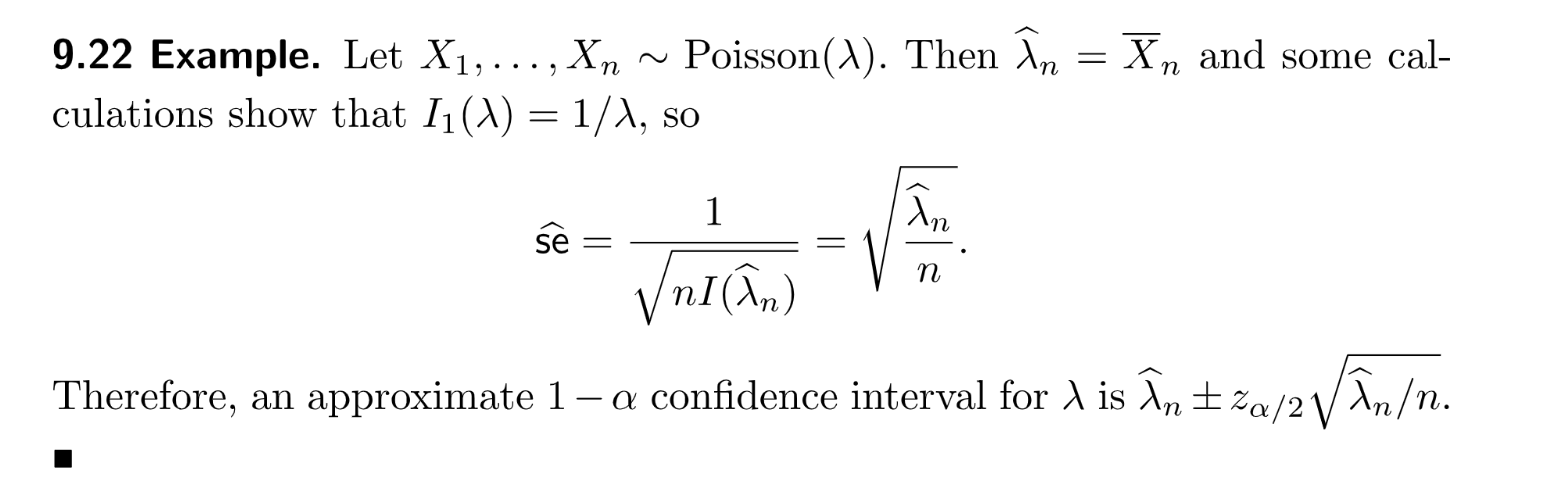 9.22 Example. Let X₁, . . . , Xₙ ∼ Poisson(λ). Then λ̂ₙ = X̅ₙ and some cal-
culations show that I₁(λ) = 1/λ, so
ŝe = 1/√(nI(λ̂ₙ)) = √(λ̂ₙ/n).
Therefore, an approximate 1 − α confidence interval for λ is λ̂ₙ ± z_{α/2}√(λ̂ₙ/n).
■